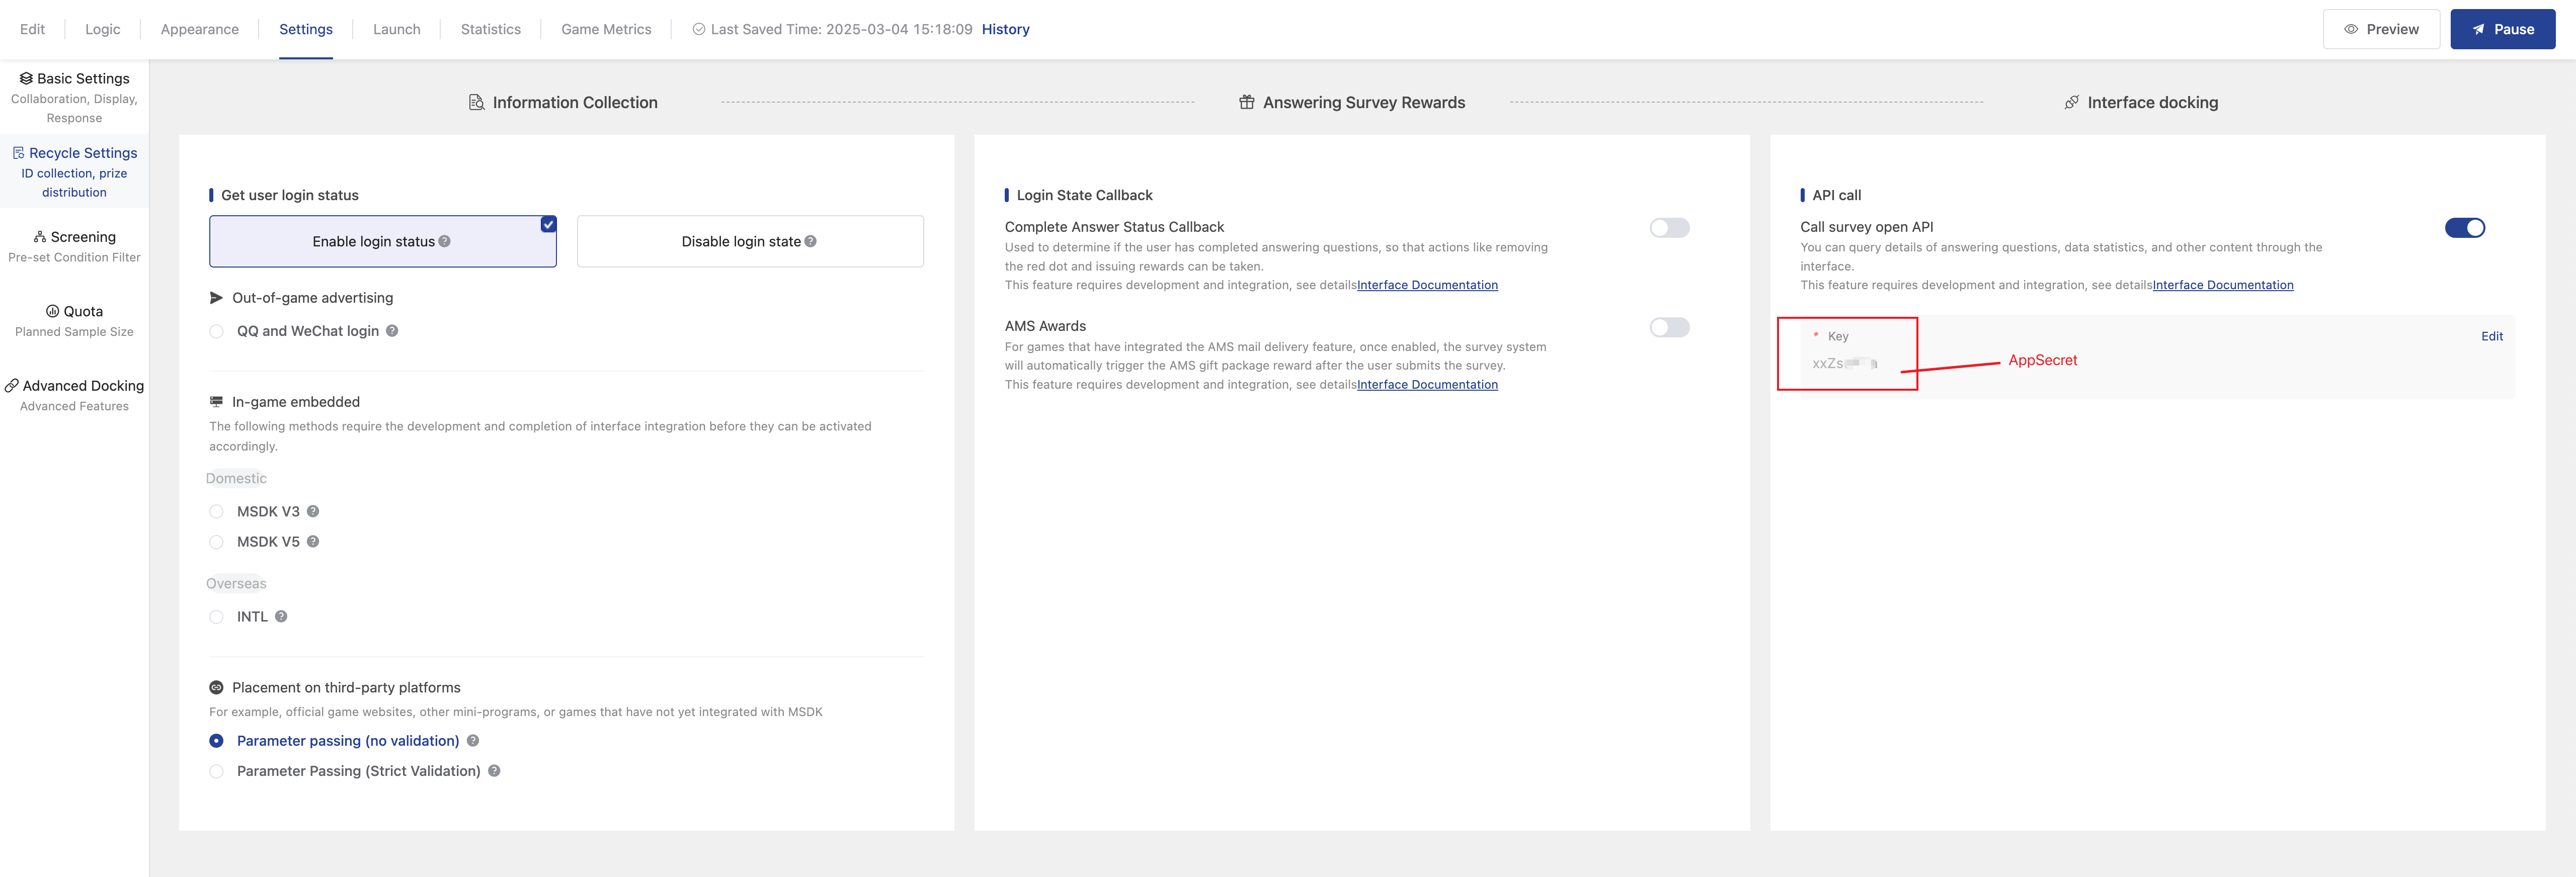 Edit
Logic
Appearance
Settings
Launch
Statistics
Game Metrics
Last Saved Time: 2025-03-04 15:18:09 History
Preview
Pause
Basic Settings
Collaboration, Display,
Response
Recycle Settings
ID collection, prize
distribution
Screening
Pre-set Condition Filter
Quota
Planned Sample Size
Advanced Docking
Advanced Features
Information Collection
Answering Survey Rewards
Interface docking
Get user login status
Enable login status
Disable login state
Out-of-game advertising
QQ and WeChat login
In-game embedded
The following methods require the development and completion of interface integration before they can be activated
accordingly.
Domestic
MSDK V3
MSDK V5
Overseas
INTL
Placement on third-party platforms
For example, official game websites, other mini-programs, or games that have not yet integrated with MSDK
Parameter passing (no validation)
Parameter Passing (Strict Validation)
Login State Callback
Complete Answer Status Callback
Used to determine if the user has completed answering questions, so that actions like removing
the red dot and issuing rewards can be taken.
This feature requires development and integration, see detailsInterface Documentation
AMS Awards
For games that have integrated the AMS mail delivery feature, once enabled, the survey system
will automatically trigger the AMS gift package reward after the user submits the survey.
This feature requires development and integration, see detailsInterface Documentation
API call
Call survey open API
You can query details of answering questions, data statistics, and other content through the
interface.
This feature requires development and integration, see detailsInterface Documentation
* Key
Edit
AppSecret